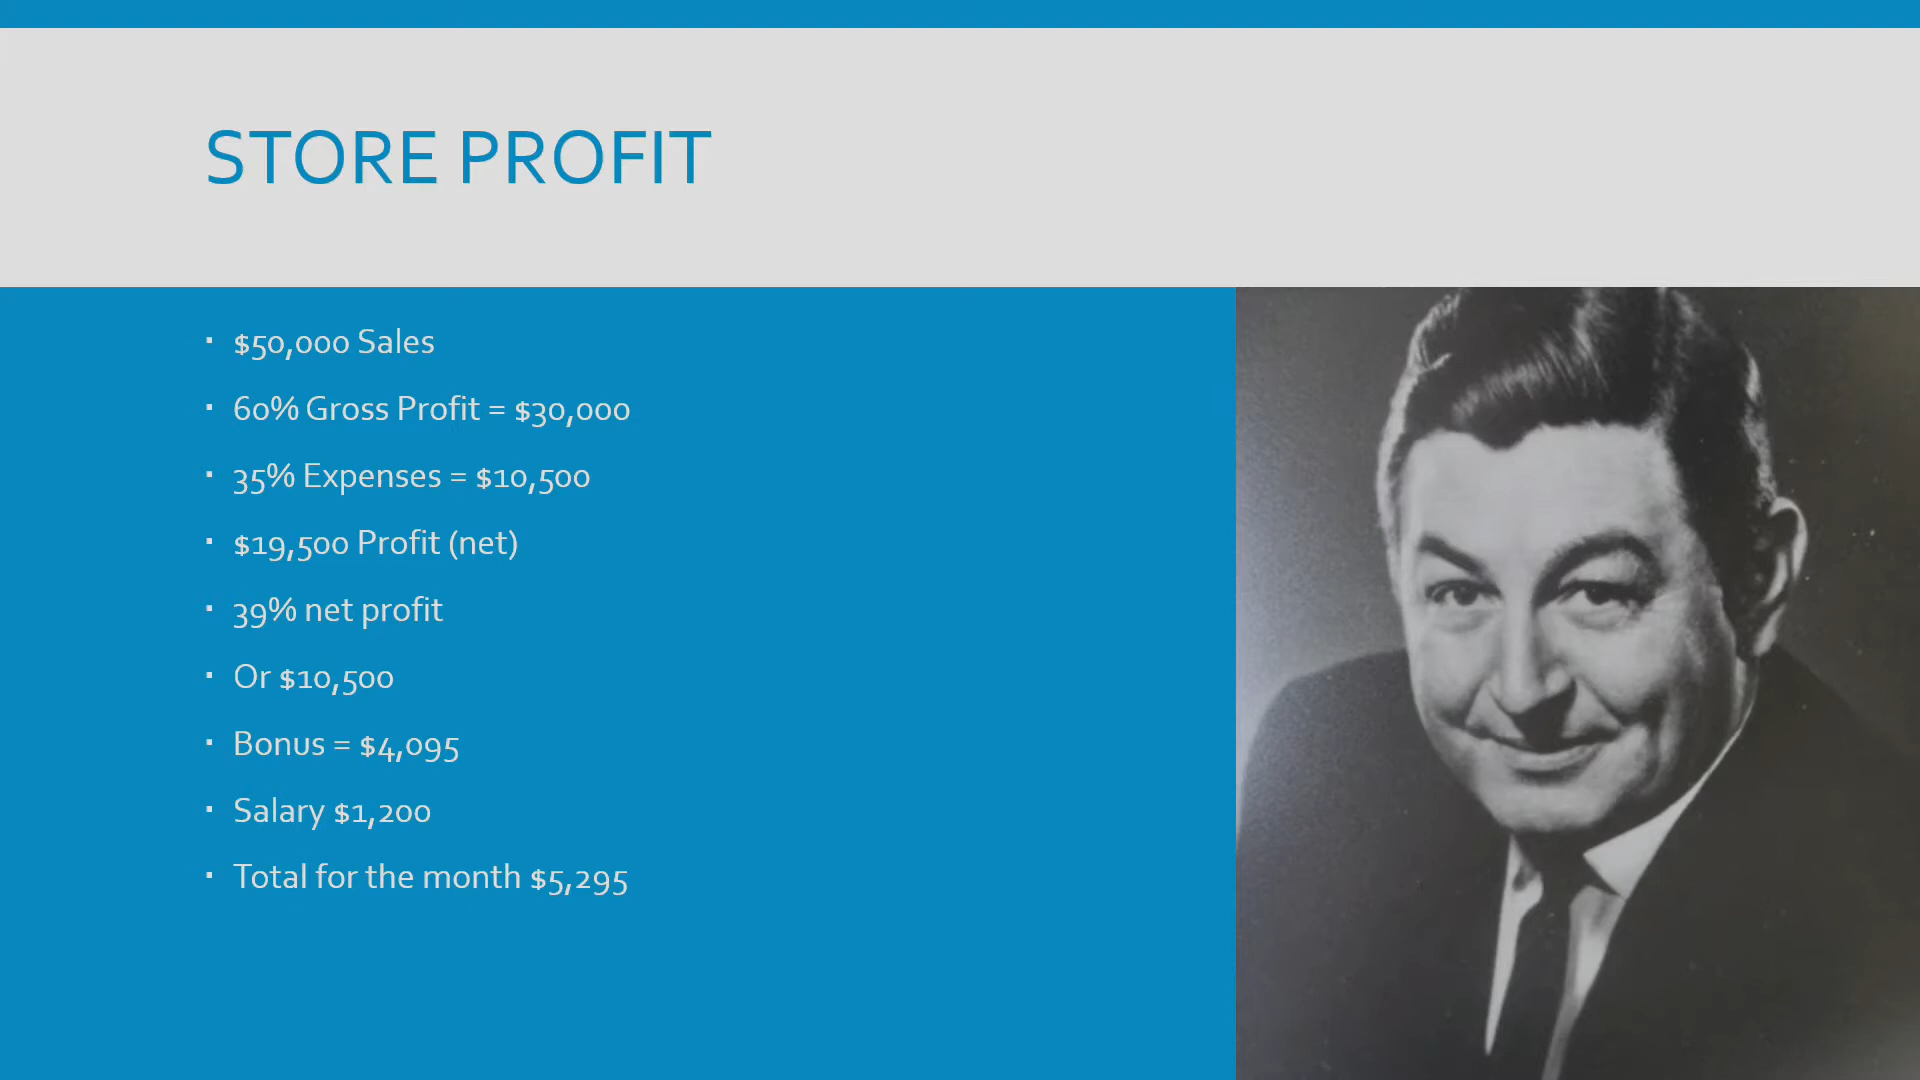 STORE PROFIT
▪ $50,000 Sales
▪ 60% Gross Profit = $30,000
▪ 35% Expenses = $10,500
▪ $19,500 Profit (net)
▪ 39% net profit
▪ Or $10,500
▪ Bonus = $4,095
▪ Salary $1,200
▪ Total for the month $5,295